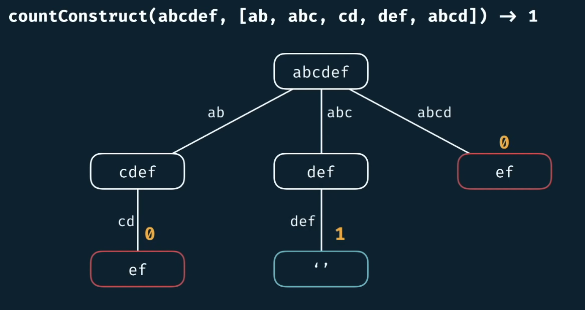 countConstruct(abcdef, [ab, abc, cd, def, abcd]) → 1
abcdef
ab
abc
abcd
0
cdef
def
ef
cd
0
def
1
ef
‘’